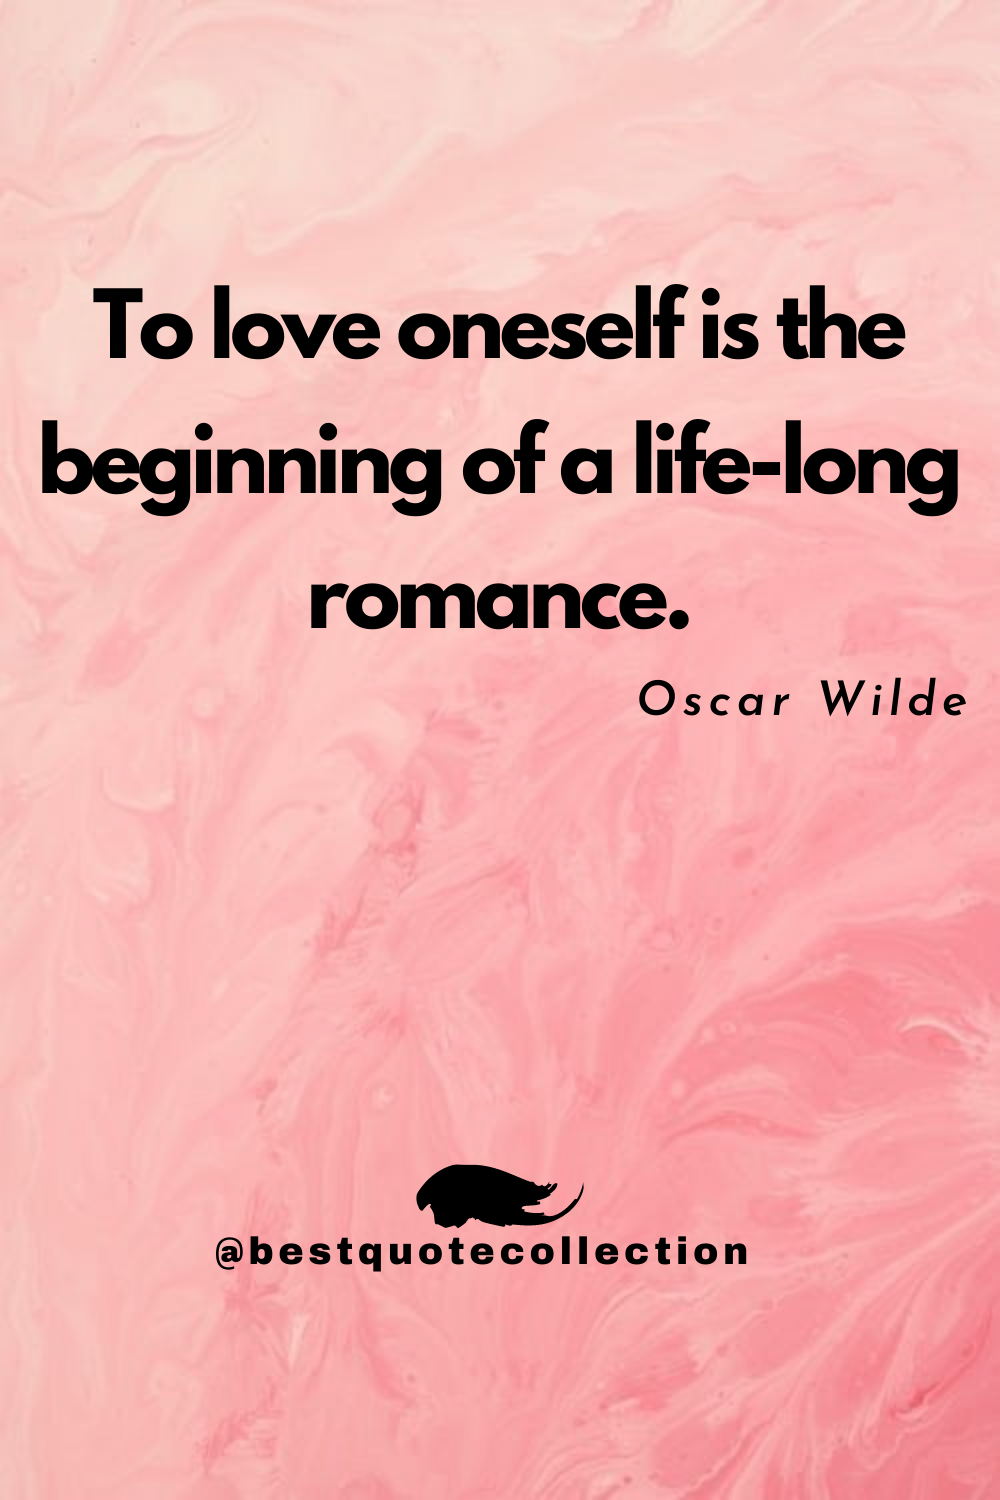 To love oneself is the
beginning of a life-long
romance.
Oscar Wilde
@bestquotecollection